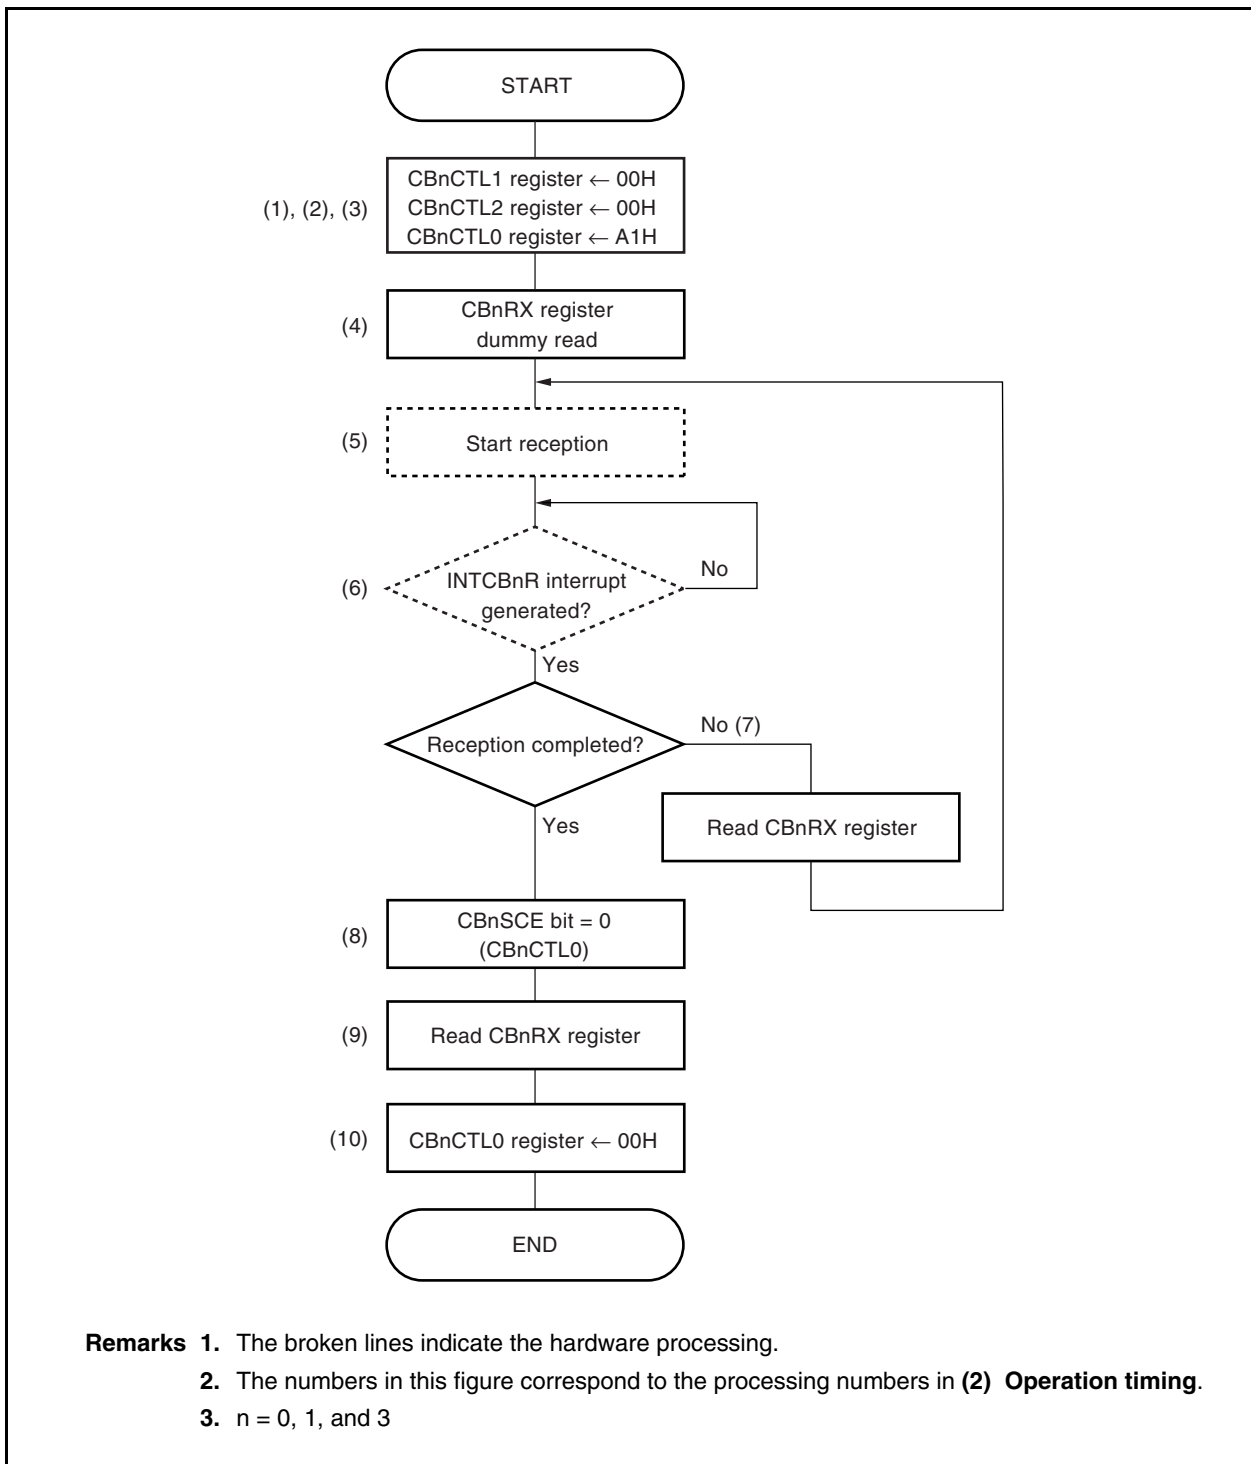 START
(1), (2), (3)
CBnCTL1 register ← 00H
CBnCTL2 register ← 00H
CBnCTL0 register ← A1H
(4)
CBnRX register
dummy read
(5)
Start reception
(6)
INTCBnR interrupt
generated?
No
Yes
Reception completed?
No (7)
Read CBnRX register
Yes
(8)
CBnSCE bit = 0
(CBnCTL0)
(9)
Read CBnRX register
(10)
CBnCTL0 register ← 00H
END
Remarks 1. The broken lines indicate the hardware processing.
2. The numbers in this figure correspond to the processing numbers in (2) Operation timing.
3. n = 0, 1, and 3